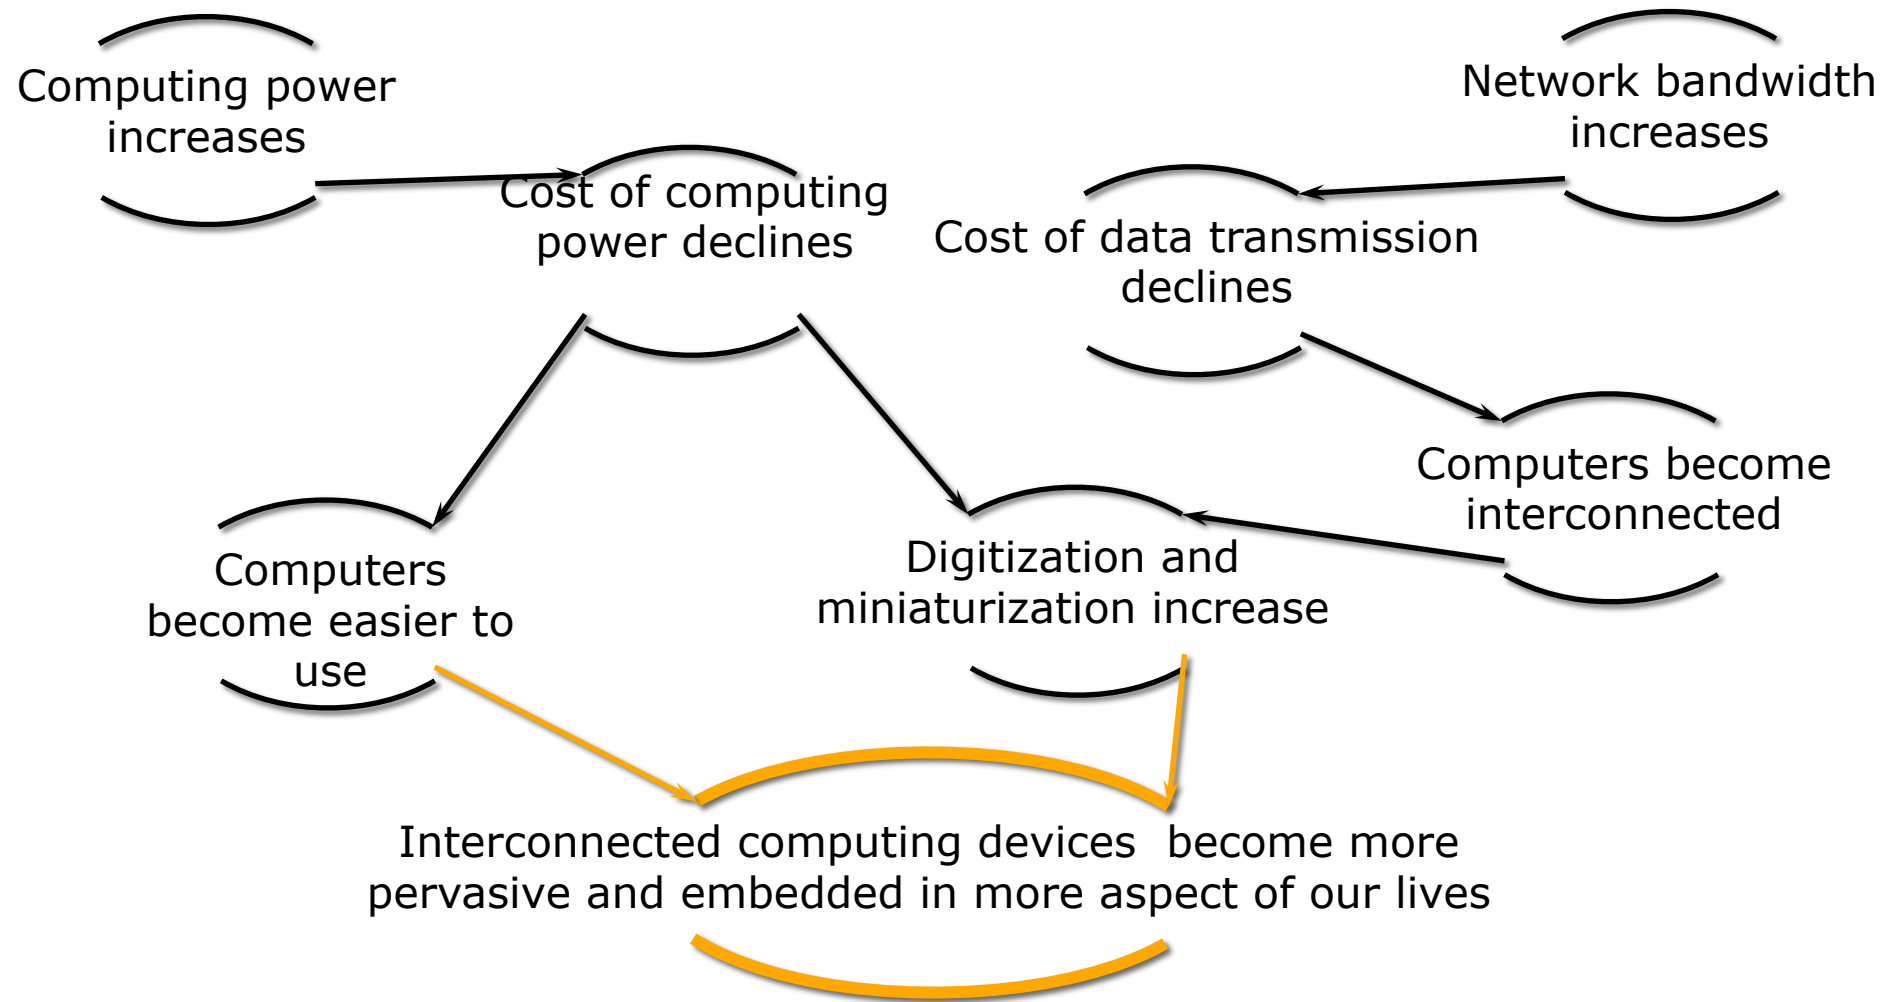 Computing power
increases
Network bandwidth
increases
Cost of computing
power declines
Cost of data transmission
declines
Computers become
interconnected
Computers
become easier to
use
Digitization and
miniaturization increase
Interconnected computing devices  become more
pervasive and embedded in more aspect of our lives